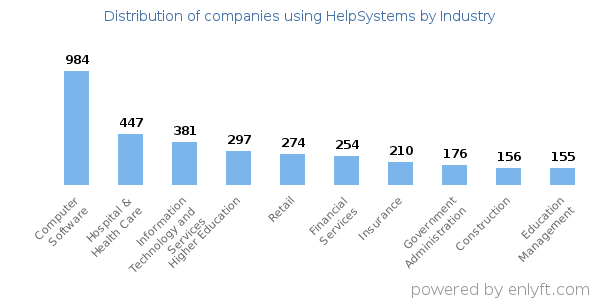 Distribution of companies using HelpSystems by Industry
984
447
381
297
274
254
210
176
156
155
Computer
Software
Hospital &
Health Care
Information
Technology and
Services
Higher Education
Retail
Financial
Services
Insurance
Government
Administration
Construction
Education
Management
powered by enlyft.com